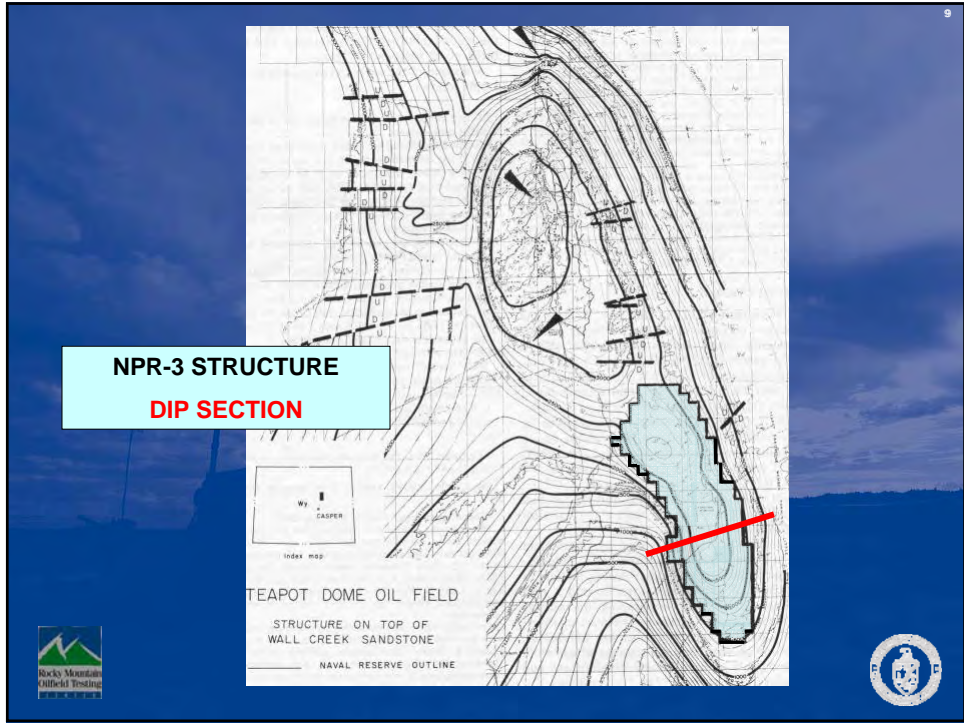 9
NPR-3 STRUCTURE
DIP SECTION
Wy.
CASPER
Index map
TEAPOT DOME OIL FIELD
STRUCTURE ON TOP OF
WALL CREEK SANDSTONE
NAVAL RESERVE OUTLINE
Rocky Mountain
Oilfield Testing
CENTER